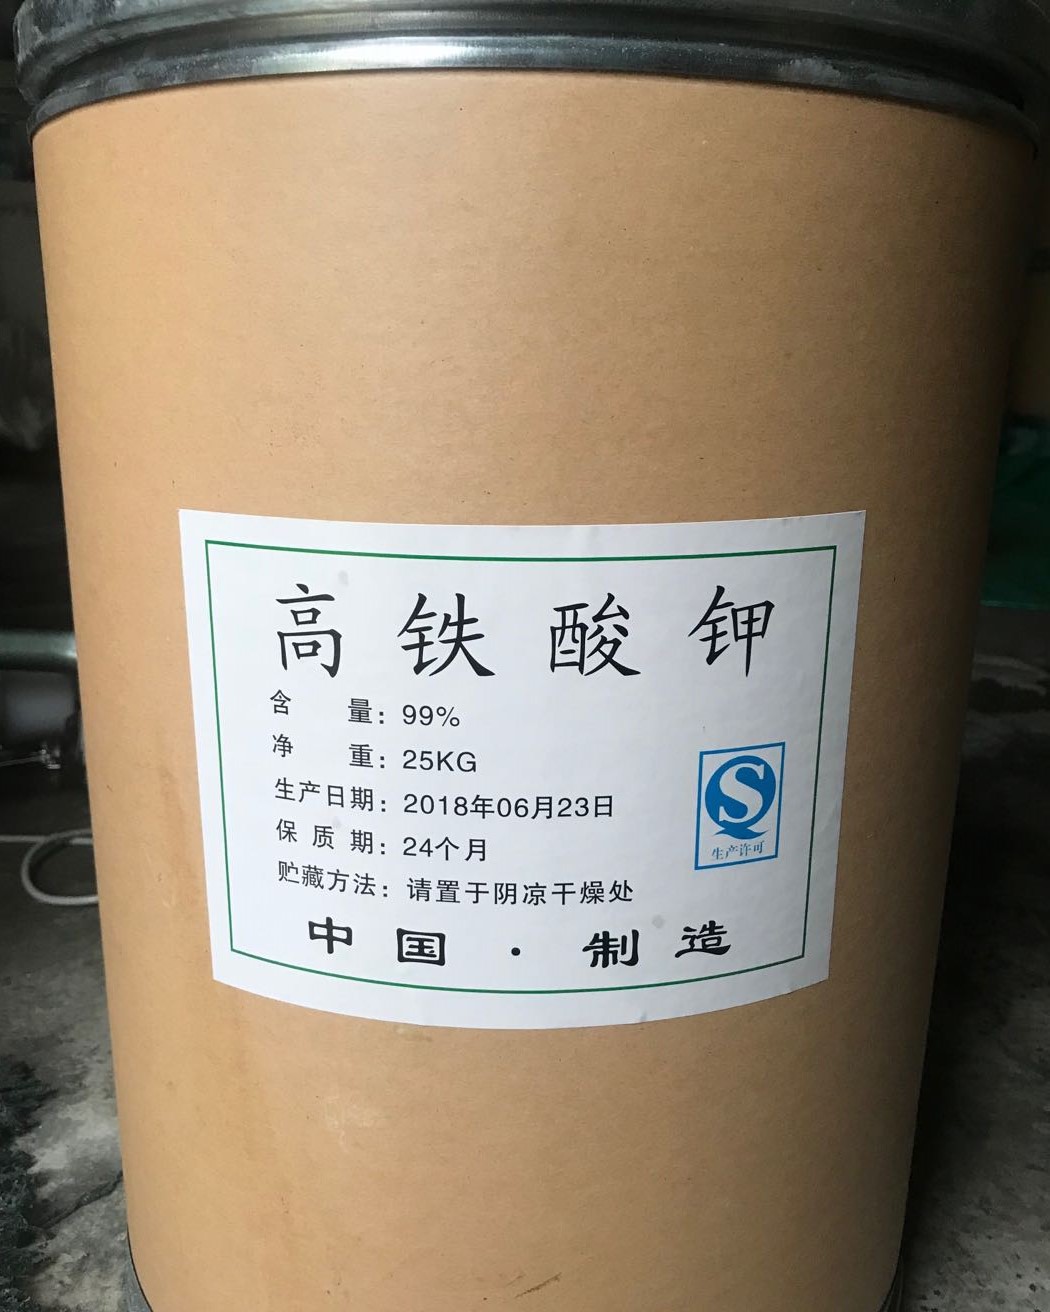 高铁酸钾
含量：99%
净重：25KG
生产日期：2018年06月23日
保质期：24个月
贮藏方法：请置于阴凉干燥处
S
生产许可
中国·制造